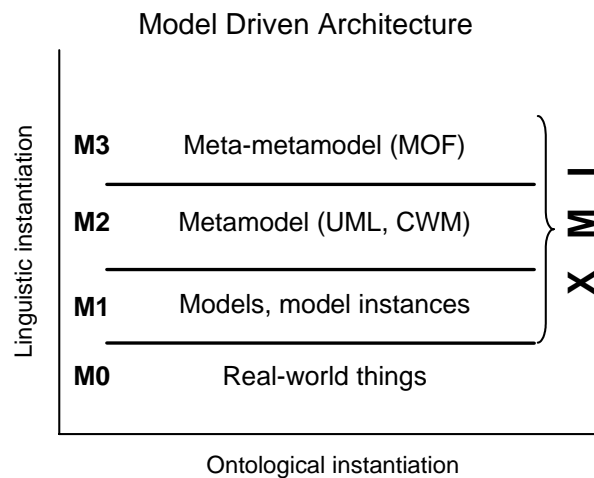 Model Driven Architecture
Linguistic instantiation
M3 Meta-metamodel (MOF)
M2 Metamodel (UML, CWM)
M1 Models, model instances
M0 Real-world things
X M I
Ontological instantiation